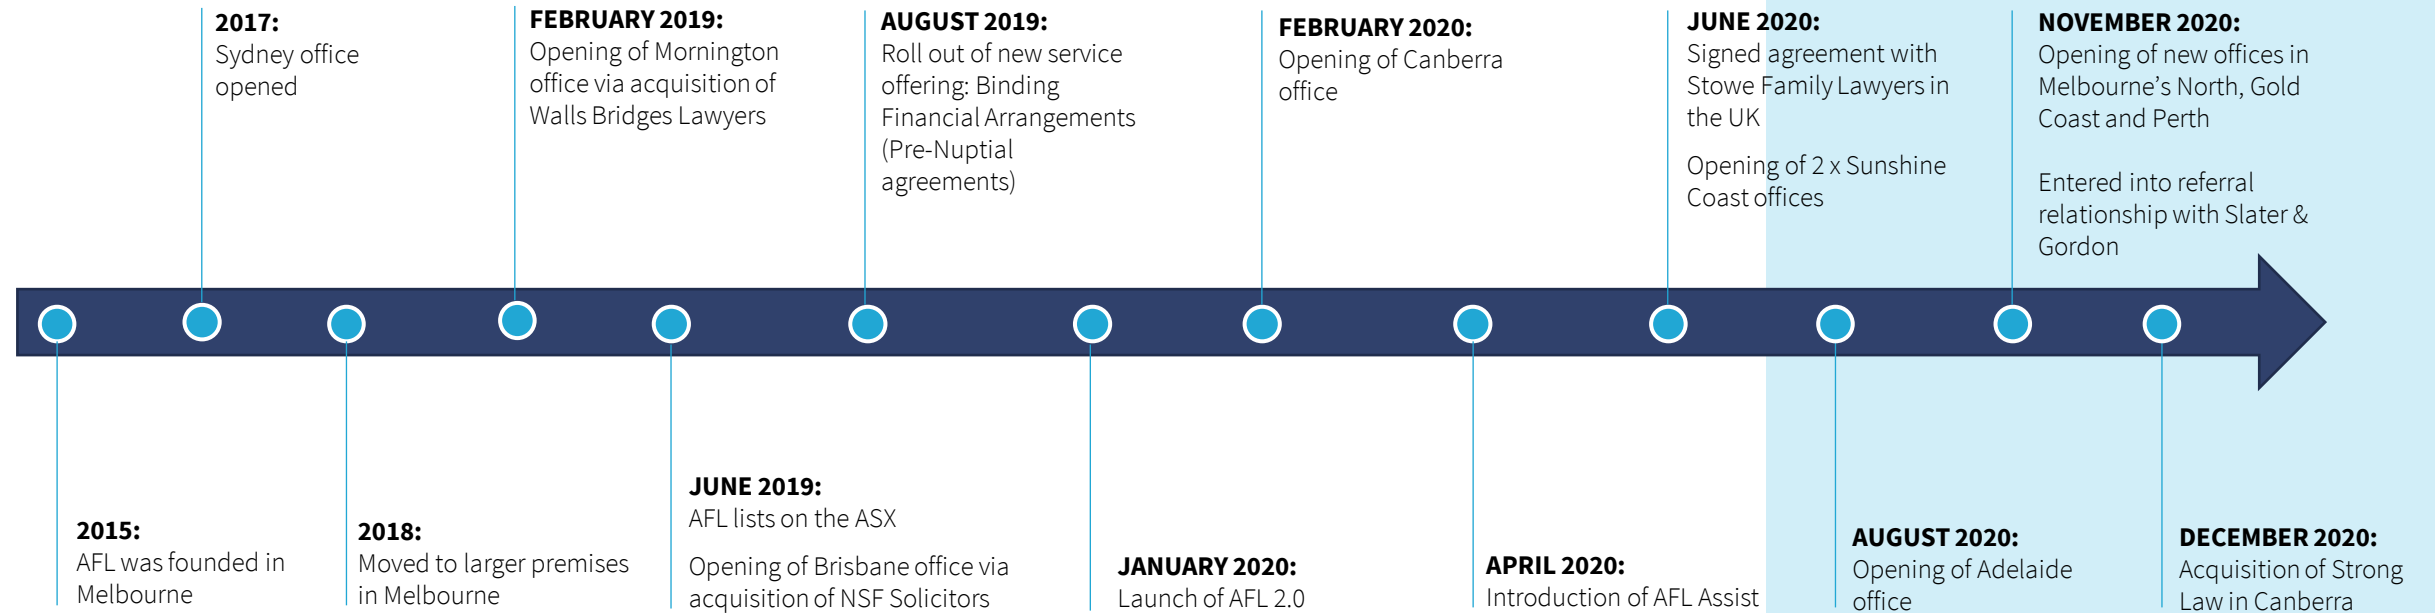 2017:
Sydney office
opened
FEBRUARY 2019:
Opening of Mornington
office via acquisition of
Walls Bridges Lawyers
AUGUST 2019:
Roll out of new service
offering: Binding
Financial Arrangements
(Pre-Nuptial
agreements)
FEBRUARY 2020:
Opening of Canberra
office
JUNE 2020:
Signed agreement with
Stowe Family Lawyers in
the UK
Opening of 2 x Sunshine
Coast offices
NOVEMBER 2020:
Opening of new offices in
Melbourne’s North, Gold
Coast and Perth
Entered into referral
relationship with Slater &
Gordon
2015:
AFL was founded in
Melbourne
2018:
Moved to larger premises
in Melbourne
JUNE 2019:
AFL lists on the ASX
Opening of Brisbane office via
acquisition of NSF Solicitors
JANUARY 2020:
Launch of AFL 2.0
APRIL 2020:
Introduction of AFL Assist
AUGUST 2020:
Opening of Adelaide
office
DECEMBER 2020:
Acquisition of Strong
Law in Canberra